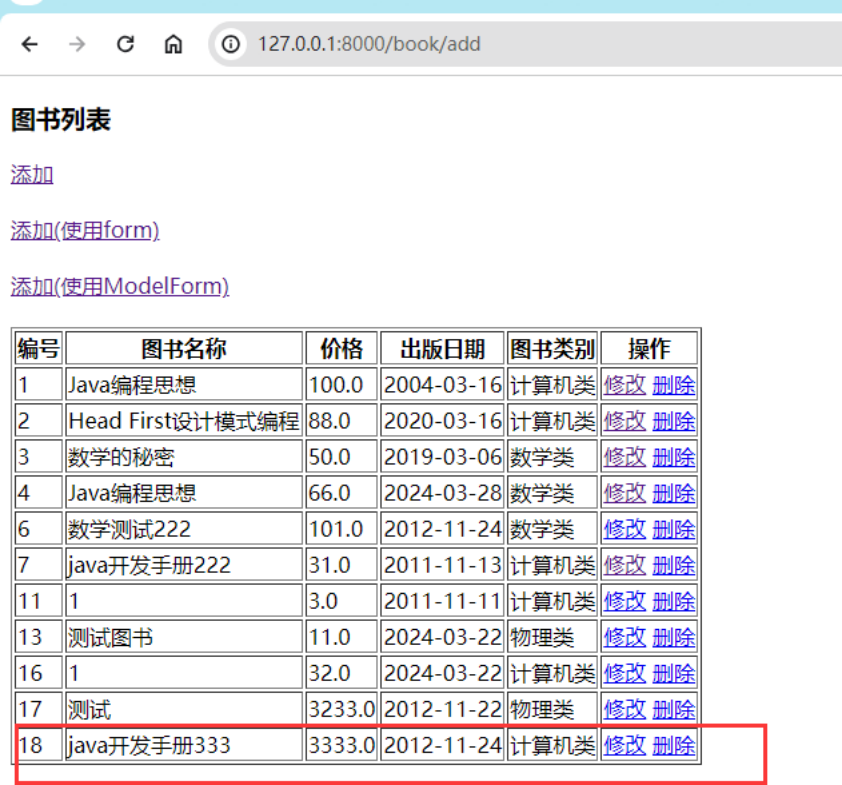 127.0.0.1:8000/book/add
图书列表
添加
添加(使用form)
添加(使用ModelForm)
编号 图书名称 价格 出版日期 图书类别 操作
1 Java编程思想 100.0 2004-03-16 计算机类 修改 删除
2 Head First设计模式编程 88.0 2020-03-16 计算机类 修改 删除
3 数学的秘密 50.0 2019-03-06 数学类 修改 删除
4 Java编程思想 66.0 2024-03-28 数学类 修改 删除
6 数学测试222 101.0 2012-11-24 数学类 修改 删除
7 java开发手册222 31.0 2011-11-13 计算机类 修改 删除
11 1 3.0 2011-11-11 计算机类 修改 删除
13 测试图书 11.0 2024-03-22 物理类 修改 删除
16 1 32.0 2024-03-22 计算机类 修改 删除
17 测试 3233.0 2012-11-22 物理类 修改 删除
18 java开发手册333 3333.0 2012-11-24 计算机类 修改 删除